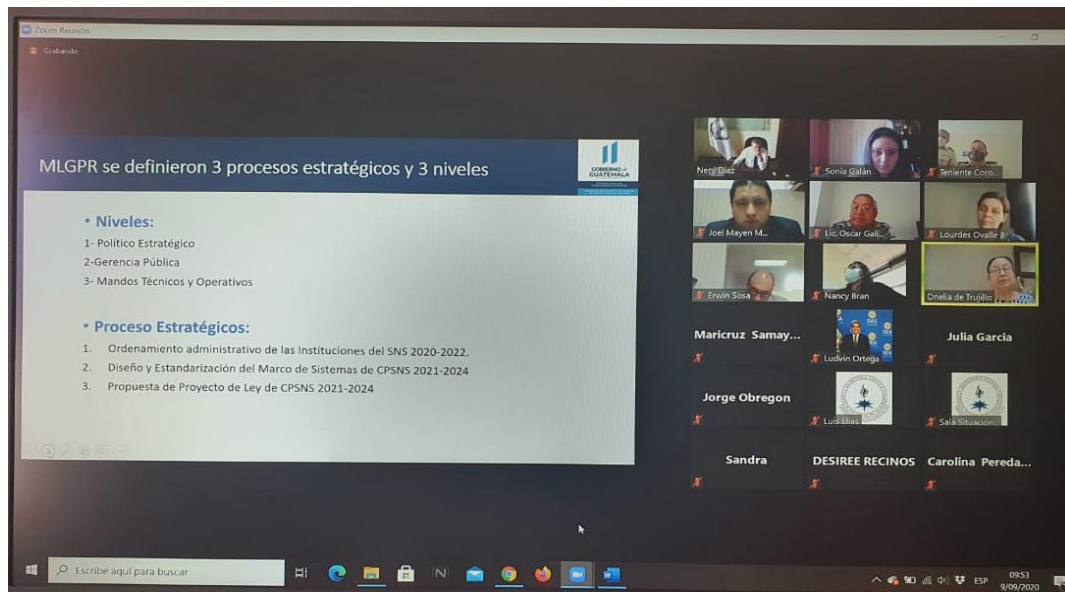 Zoom Reunión
Grabando
MLGPR se definieron 3 procesos estratégicos y 3 niveles
GOBIERNO de
GUATEMALA
• Niveles:
1- Político Estratégico
2-Gerencia Pública
3- Mandos Técnicos y Operativos
• Proceso Estratégicos:
1. Ordenamiento administrativo de las Instituciones del SNS 2020-2022.
2. Diseño y Estandarización del Marco de Sistemas de CPSNS 2021-2024
3. Propuesta de Proyecto de Ley de CPSNS 2021-2024
Nery Diaz
Sonia Galán
Teniente Coro...
Joel Mayen M...
Lic. Oscar Gali...
Lourdes Ovalle
Erwin Sosa
Nancy Bran
Onelia de Trujillo
Maricruz Samay...
Ludvin Ortega
Julia Garcia
Jorge Obregon
Luis Elias
Sala Situación
Sandra
DESIREE RECINOS
Carolina Pereda...
Escribe aquí para buscar
ESP
09:53
9/09/2020